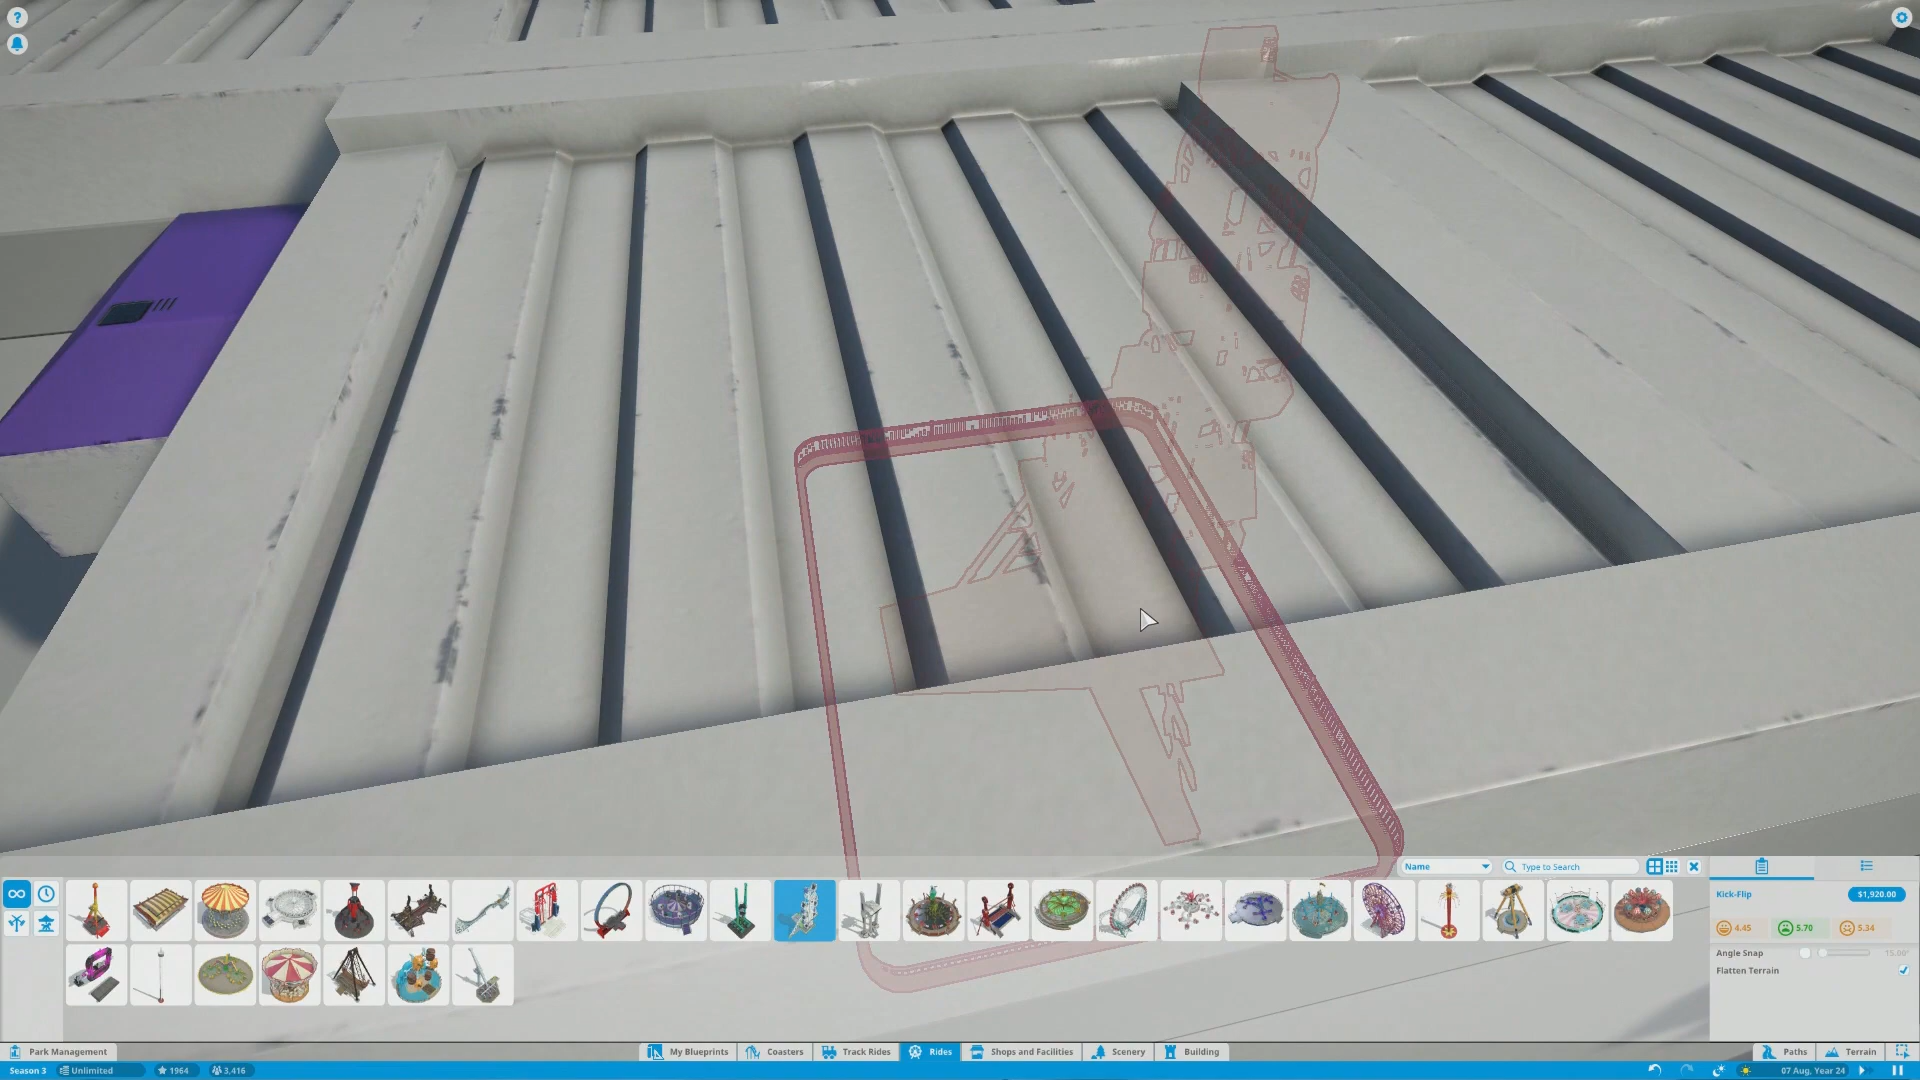 ?
Name
Type to Search
Kick-Flip
$1,920.00
4.45
5.70
5.34
Angle Snap
15.00°
Flatten Terrain
Park Management
My Blueprints
Coasters
Track Rides
Rides
Shops and Facilities
Scenery
Building
Paths
Terrain
Season 3
Unlimited
1964
3,416
07 Aug, Year 24